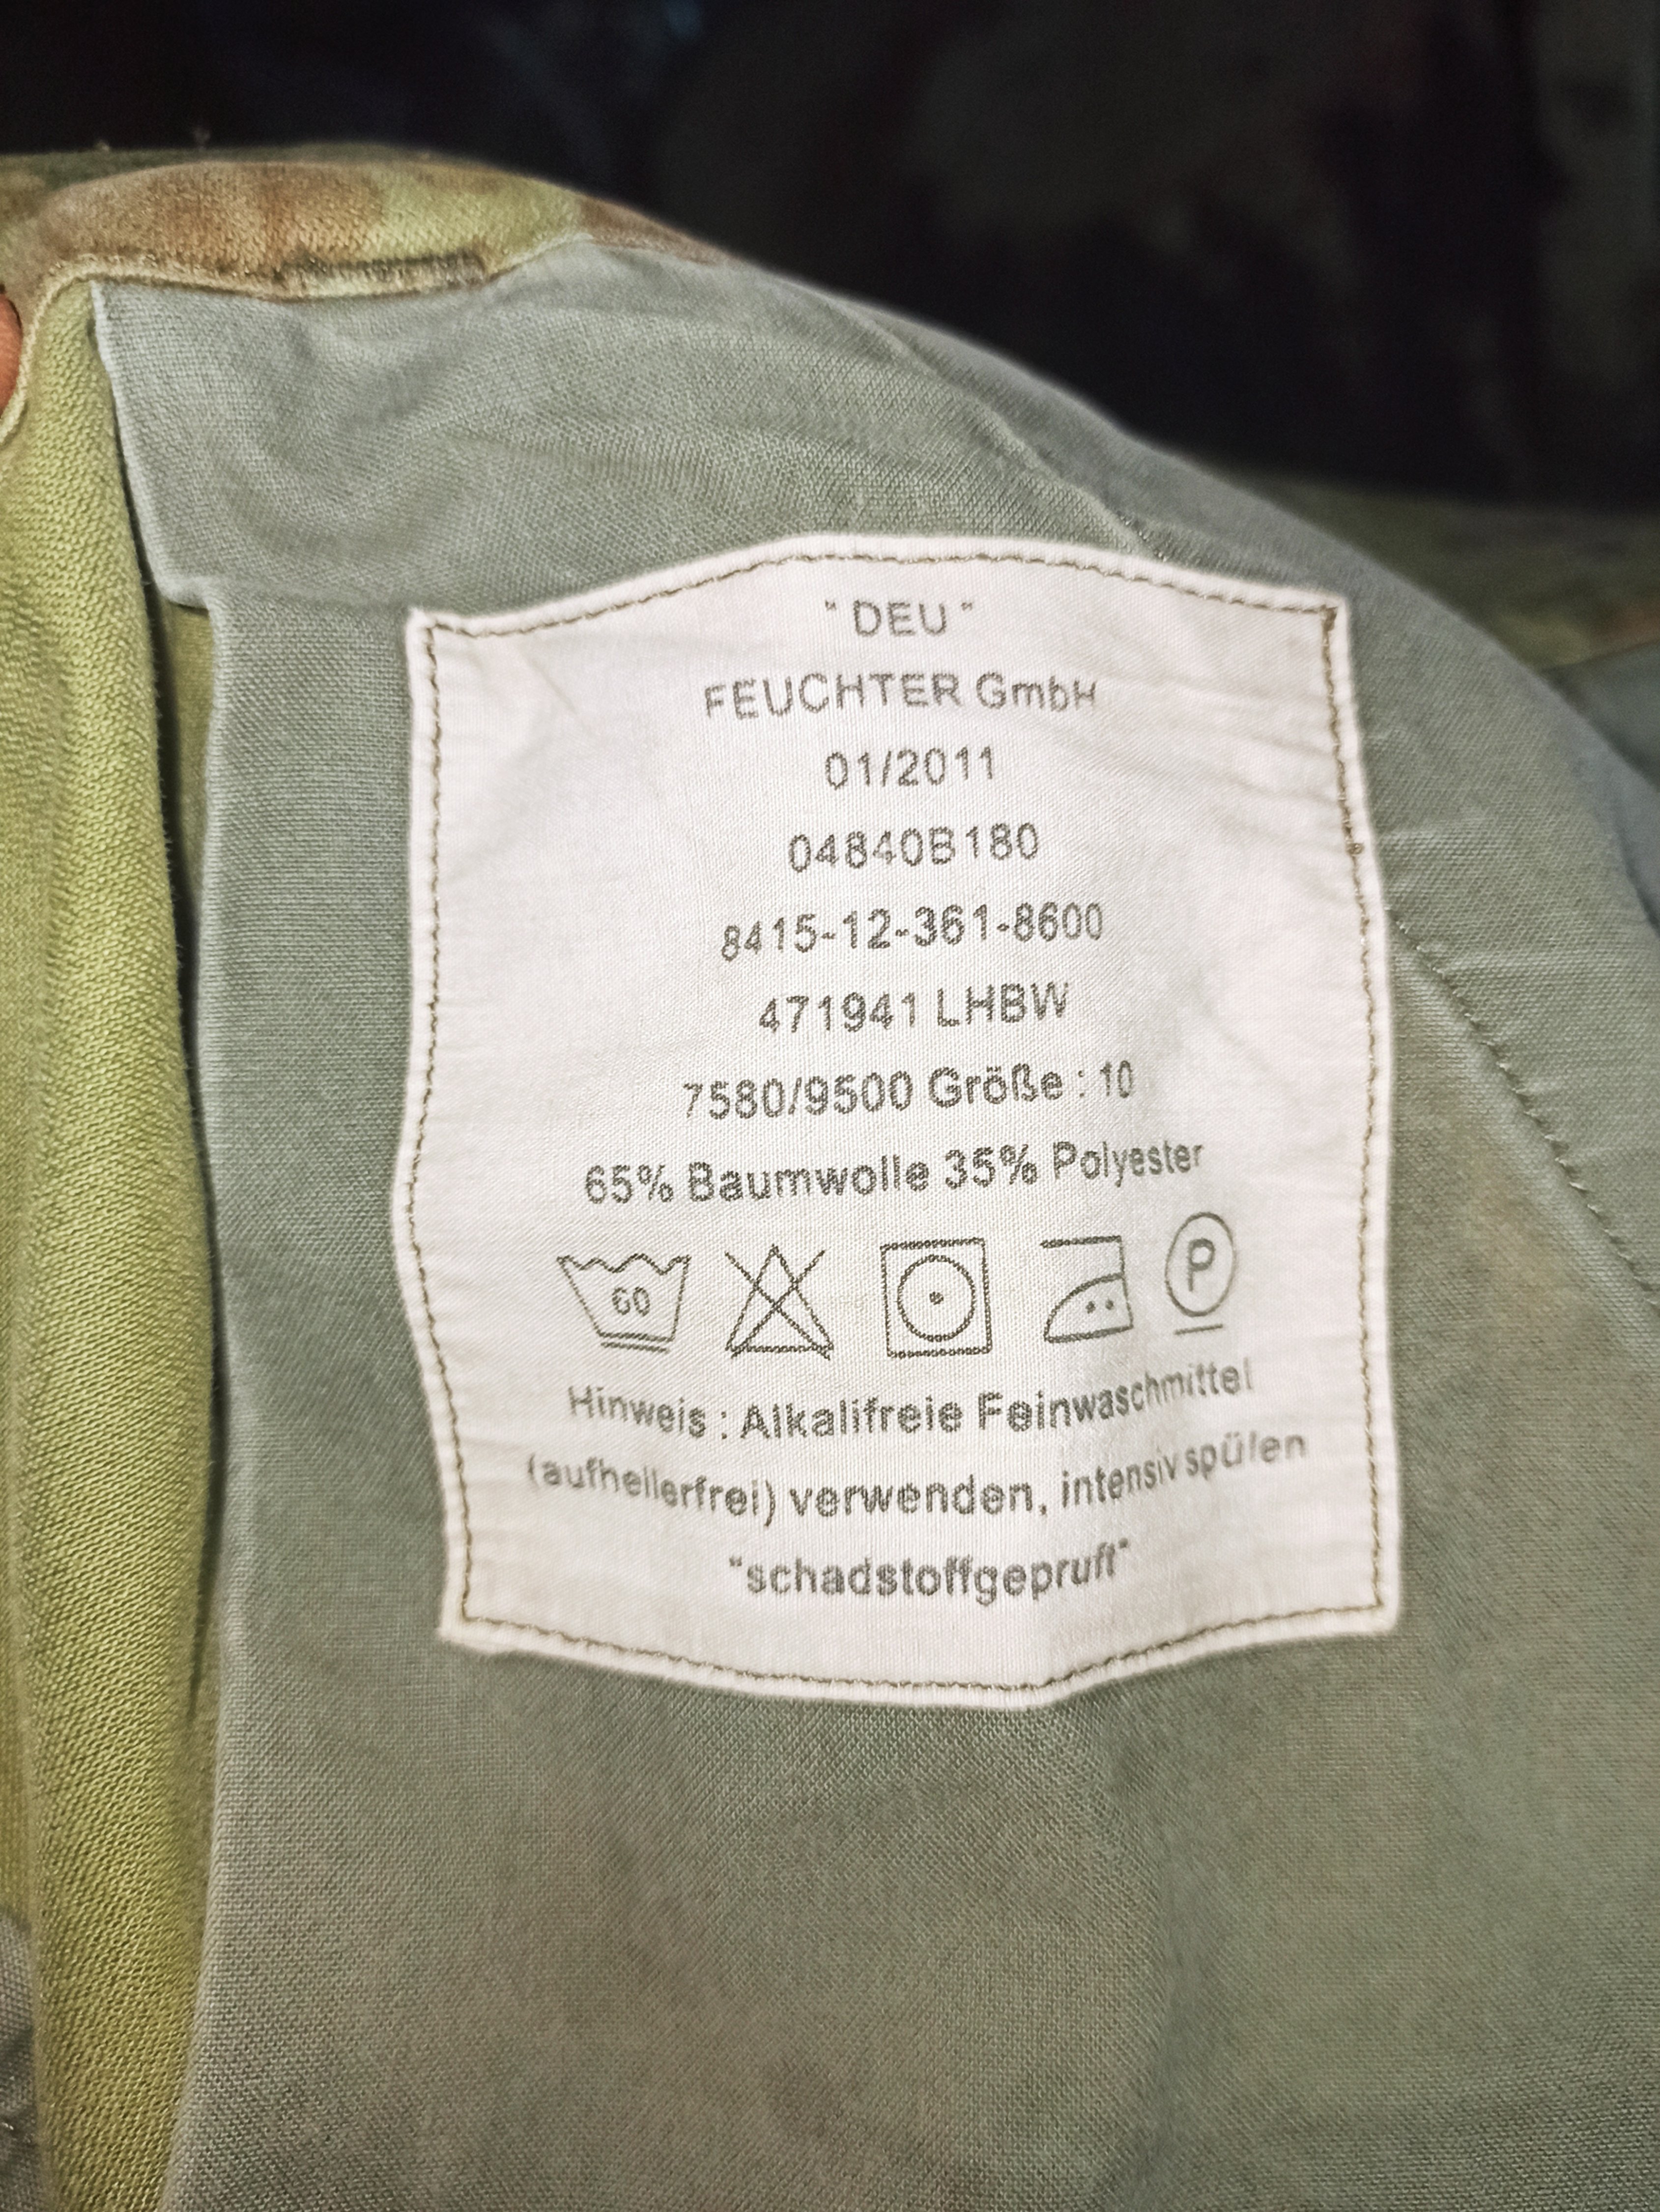 " DEU "
FEUCHTER GmbH
01/2011
04840B180
8415-12-361-8600
471941 LHBW
7580/9500 Größe : 10
65% Baumwolle 35% Polyester
60 P
Hinweis : Alkalifreie Feinwaschmittel
(aufhellerfrei) verwenden, intensiv spülen
"schadstoffgepruft"